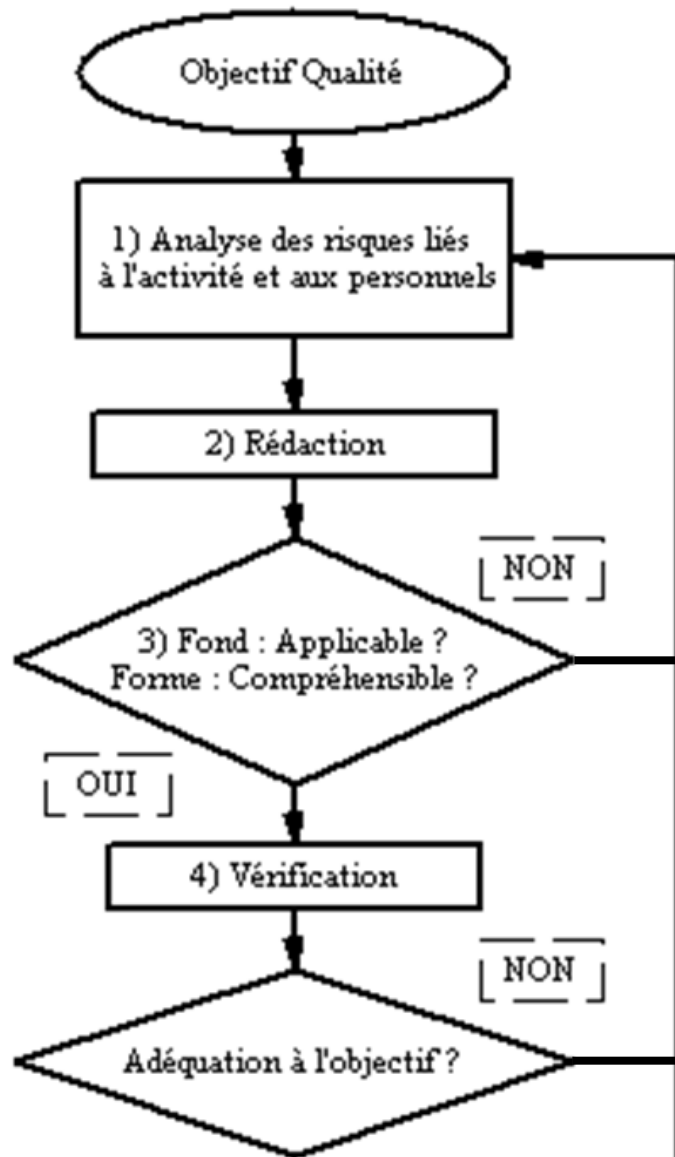 Objectif Qualité
1) Analyse des risques liés
à l'activité et aux personnels
2) Rédaction
NON
3) Fond : Applicable ?
Forme : Compréhensible ?
OUI
4) Vérification
NON
Adéquation à l'objectif ?